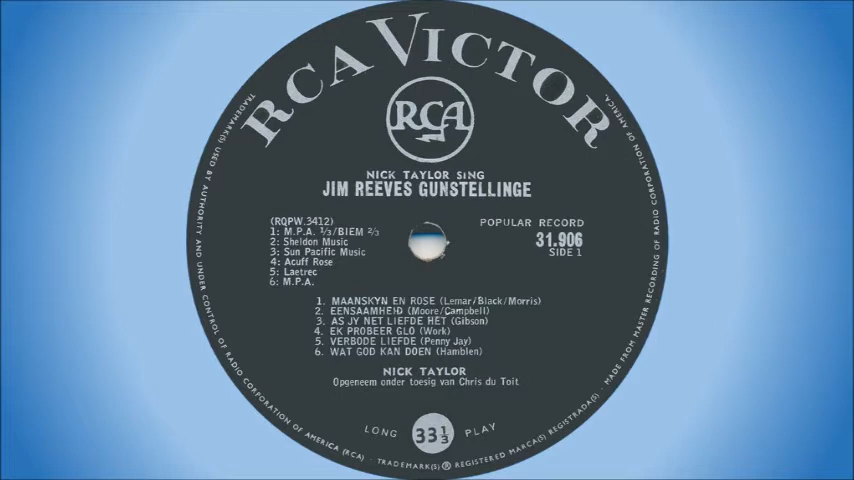 RCA VICTOR
RCA
NICK TAYLOR SING
JIM REEVES GUNSTELLINGE
(RQPW.3412)
1: M.P.A. 1/3/BIEM 2/3
2: Sheldon Music
3: Sun Pacific Music
4: Acuff Rose
5: Laetrec
6: M.P.A.
POPULAR RECORD
31.906
SIDE 1
1. MAANSKYN EN ROSE (Lemar/Black/Morris)
2. EENSAAMHEID (Moore/Campbell)
3. AS JY NET LIEFDE HET (Gibson)
4. EK PROBEER GLO (Work)
5. VERBODE LIEFDE (Penny Jay)
6. WAT GOD KAN DOEN (Hamblen)
NICK TAYLOR
Opgeneem onder toesig van Chris du Toit
LONG 33 1/3 PLAY
TRADEMARK(S) USED BY AUTHORITY AND UNDER CONTROL OF RADIO CORPORATION OF AMERICA (RCA) - TRADEMARK(S) ® REGISTERED MARCA(S) REGISTRADA(S) - MADE FROM MASTER RECORDING OF RADIO CORPORATION OF AMERICA.